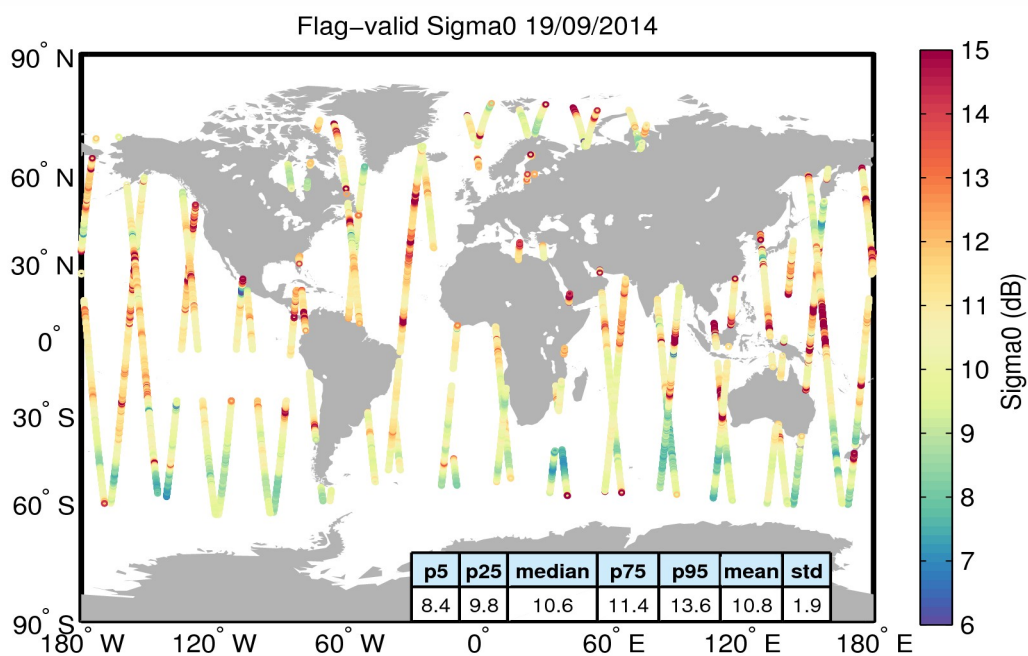 Flag−valid Sigma0 19/09/2014
90° N
60° N
30° N
0°
30° S
60° S
90° S
180° W
120° W
60° W
0°
60° E
120° E
180° E
p5 p25 median p75 p95 mean std
8.4 9.8 10.6 11.4 13.6 10.8 1.9
15
14
13
12
11
10
9
8
7
6
Sigma0 (dB)